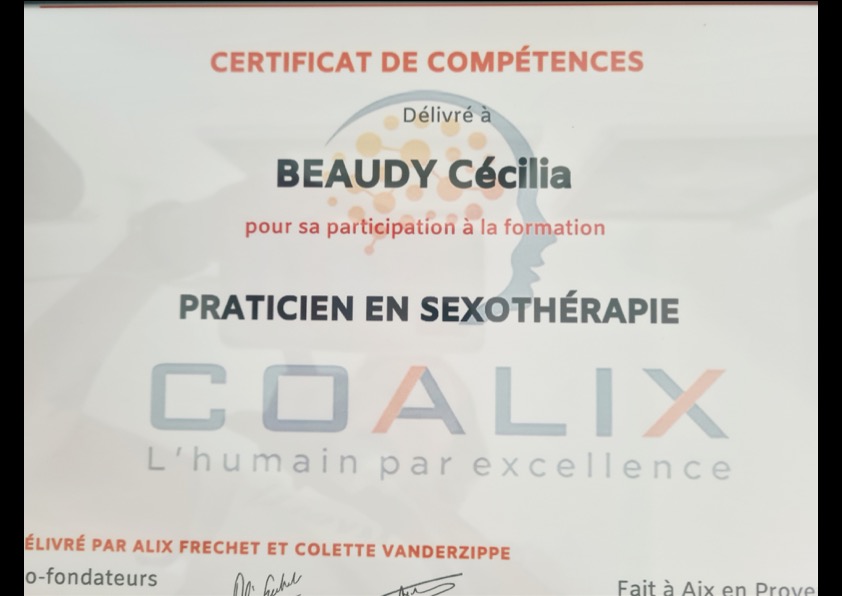 CERTIFICAT DE COMPÉTENCES
Délivré à
BEAUDY Cécilia
pour sa participation à la formation
PRATICIEN EN SEXOTHÉRAPIE
COALIX
L'humain par excellence
ÉLIVRÉ PAR ALIX FRECHET ET COLETTE VANDERZIPPE
o-fondateurs
Fait à Aix en Prove